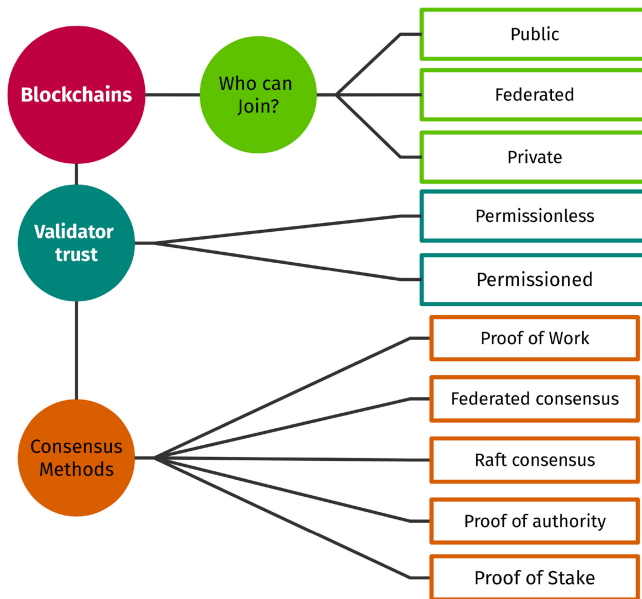 Blockchains
Who can
Join?
Public
Federated
Private
Validator
trust
Permissionless
Permissioned
Consensus
Methods
Proof of Work
Federated consensus
Raft consensus
Proof of authority
Proof of Stake